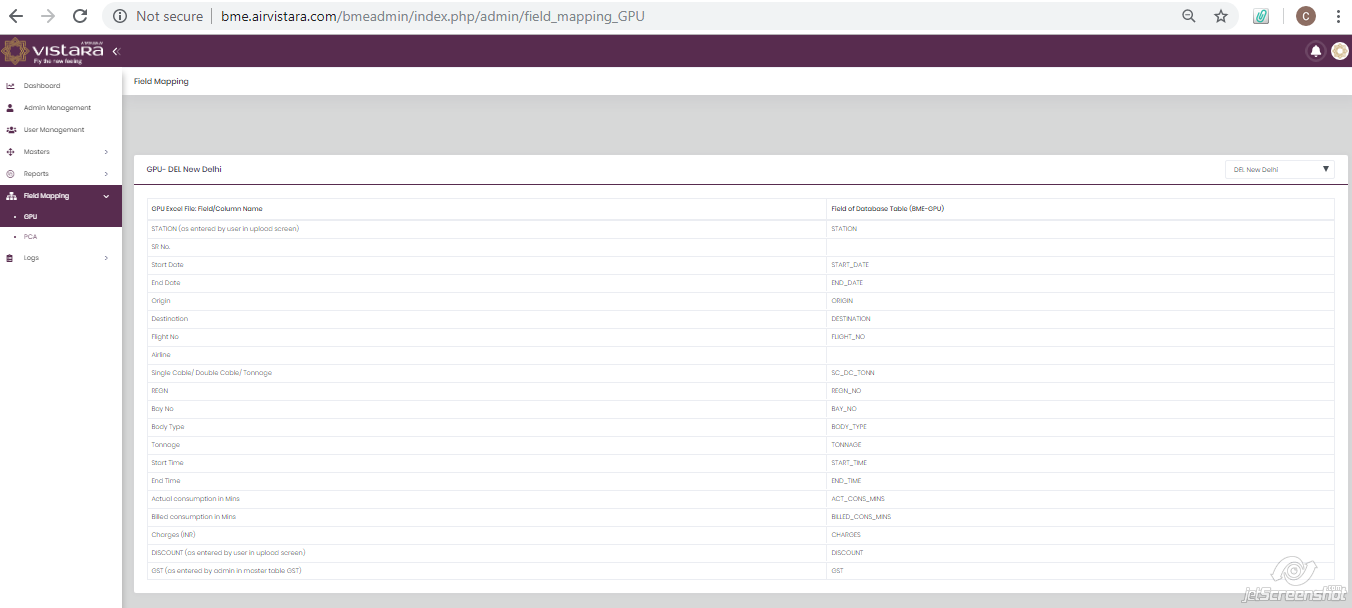 Not secure | bme.airvistara.com/bmeadmin/index.php/admin/field_mapping_GPU
C
VISTARA
Fly the new feeling
Field Mapping
Dashboard
Admin Management
User Management
Masters
Reports
Field Mapping
GPU
PCA
Logs
GPU- DEL New Delhi
DEL New Delhi
GPU Excel File: Field/Column Name Field of Database Table (BME-GPU)
STATION (as entered by user in upload screen) STATION
SR No.
Start Date START_DATE
End Date END_DATE
Origin ORIGIN
Destination DESTINATION
Flight No FLIGHT_NO
Airline
Single Cable/ Double Cable/ Tonnage SC_DC_TONN
REGN REGN_NO
Bay No BAY_NO
Body Type BODY_TYPE
Tonnage TONNAGE
Start Time START_TIME
End Time END_TIME
Actual consumption in Mins ACT_CONS_MINS
Billed consumption in Mins BILLED_CONS_MINS
Charges (INR) CHARGES
DISCOUNT (as entered by user in upload screen) DISCOUNT
GST (as entered by admin in master table GST) GST
jetScreenshot.com